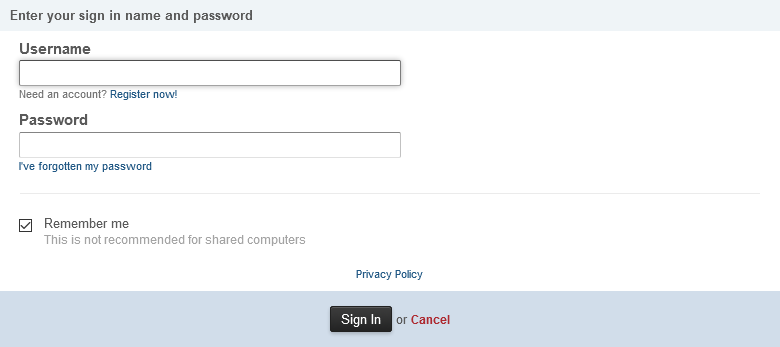 Enter your sign in name and password
Username
Need an account? Register now!
Password
I've forgotten my password
Remember me
This is not recommended for shared computers
Privacy Policy
Sign In or Cancel